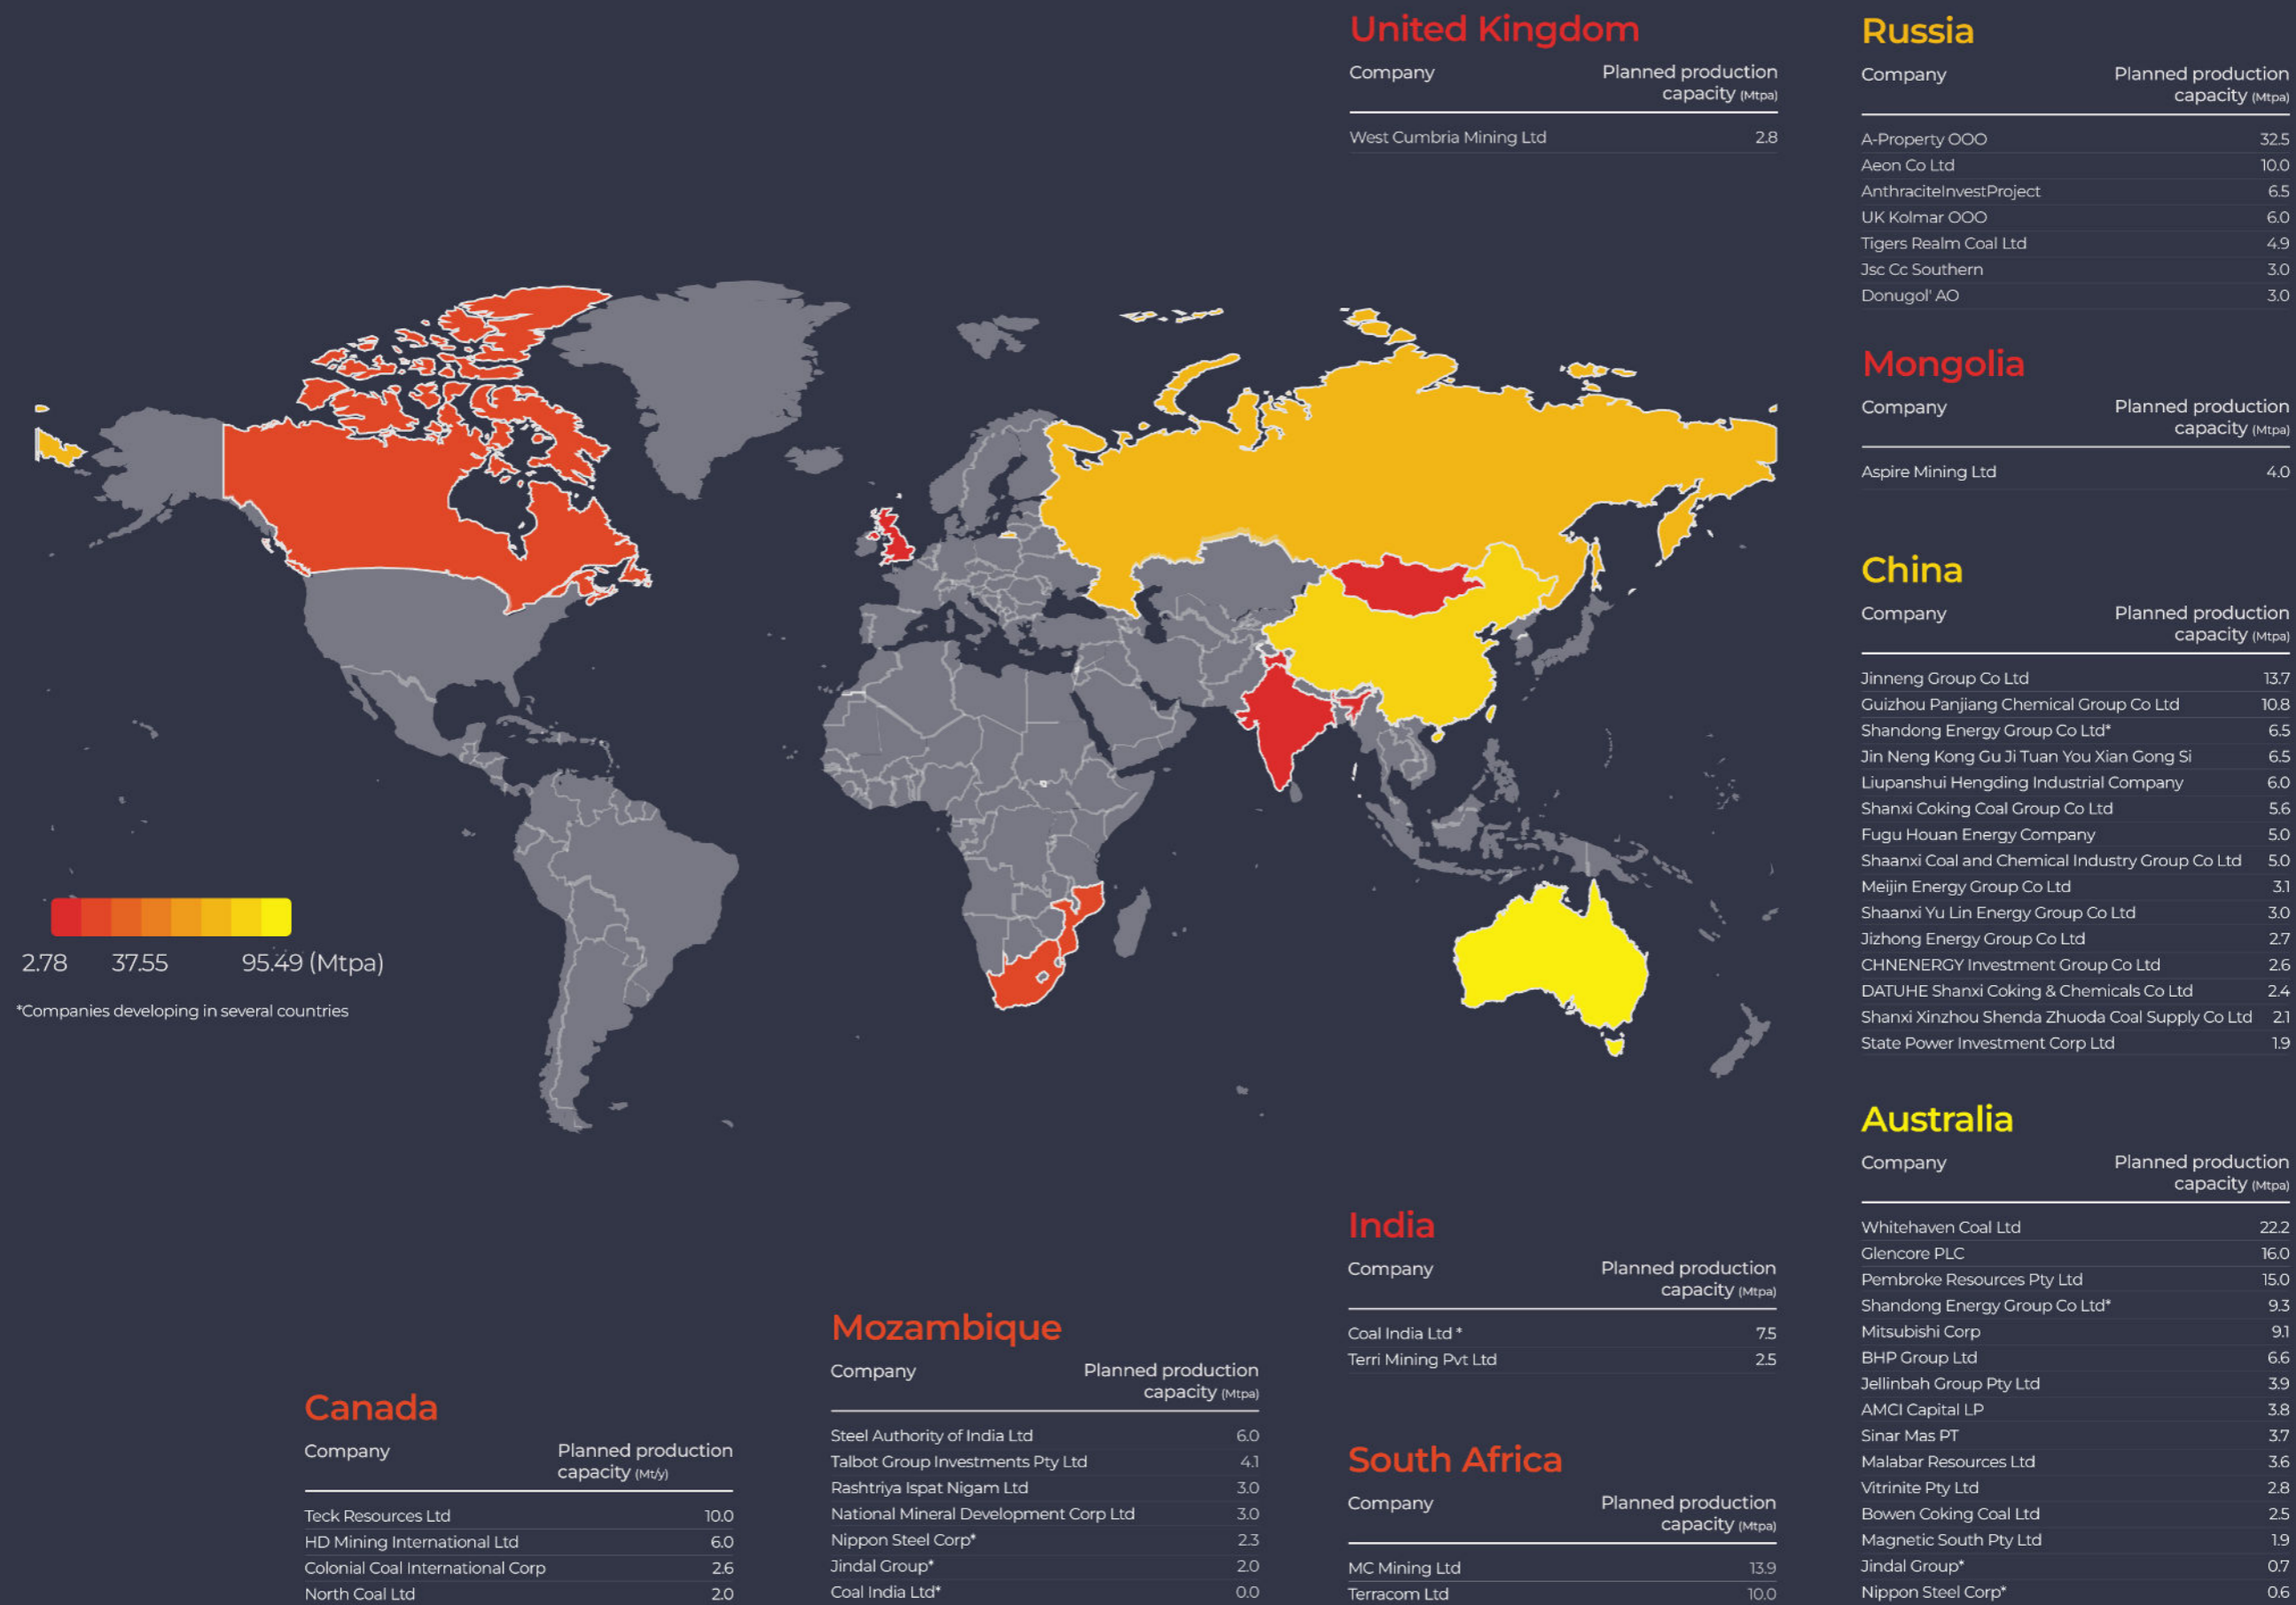 United Kingdom
Company Planned production
capacity (Mtpa)
West Cumbria Mining Ltd 2.8
Russia
Company Planned production
capacity (Mtpa)
A-Property OOO 32.5
Aeon Co Ltd 10.0
AnthraciteInvestProject 6.5
UK Kolmar OOO 6.0
Tigers Realm Coal Ltd 4.9
Jsc Cc Southern 3.0
Donugol' AO 3.0
Mongolia
Company Planned production
capacity (Mtpa)
Aspire Mining Ltd 4.0
China
Company Planned production
capacity (Mtpa)
Jinneng Group Co Ltd 13.7
Guizhou Panjiang Chemical Group Co Ltd 10.8
Shandong Energy Group Co Ltd* 6.5
Jin Neng Kong Gu Ji Tuan You Xian Gong Si 6.5
Liupanshui Hengding Industrial Company 6.0
Shanxi Coking Coal Group Co Ltd 5.6
Fugu Houan Energy Company 5.0
Shaanxi Coal and Chemical Industry Group Co Ltd 5.0
Meijin Energy Group Co Ltd 3.1
Shaanxi Yu Lin Energy Group Co Ltd 3.0
Jizhong Energy Group Co Ltd 2.7
CHNENERGY Investment Group Co Ltd 2.6
DATUHE Shanxi Coking & Chemicals Co Ltd 2.4
Shanxi Xinzhou Shenda Zhuoda Coal Supply Co Ltd 2.1
State Power Investment Corp Ltd 1.9
2.78 37.55 95.49 (Mtpa)
*Companies developing in several countries
Australia
Company Planned production
capacity (Mtpa)
Whitehaven Coal Ltd 22.2
Glencore PLC 16.0
Pembroke Resources Pty Ltd 15.0
Shandong Energy Group Co Ltd* 9.3
Mitsubishi Corp 9.1
BHP Group Ltd 6.6
Jellinbah Group Pty Ltd 3.9
AMCI Capital LP 3.8
Sinar Mas PT 3.7
Malabar Resources Ltd 3.6
Vitrinite Pty Ltd 2.8
Bowen Coking Coal Ltd 2.5
Magnetic South Pty Ltd 1.9
Jindal Group* 0.7
Nippon Steel Corp* 0.6
India
Company Planned production
capacity (Mtpa)
Coal India Ltd * 7.5
Terri Mining Pvt Ltd 2.5
South Africa
Company Planned production
capacity (Mtpa)
MC Mining Ltd 13.9
Terracom Ltd 10.0
Mozambique
Company Planned production
capacity (Mtpa)
Steel Authority of India Ltd 6.0
Talbot Group Investments Pty Ltd 4.1
Rashtriya Ispat Nigam Ltd 3.0
National Mineral Development Corp Ltd 3.0
Nippon Steel Corp* 2.3
Jindal Group* 2.0
Coal India Ltd* 0.0
Canada
Company Planned production
capacity (Mt/y)
Teck Resources Ltd 10.0
HD Mining International Ltd 6.0
Colonial Coal International Corp 2.6
North Coal Ltd 2.0